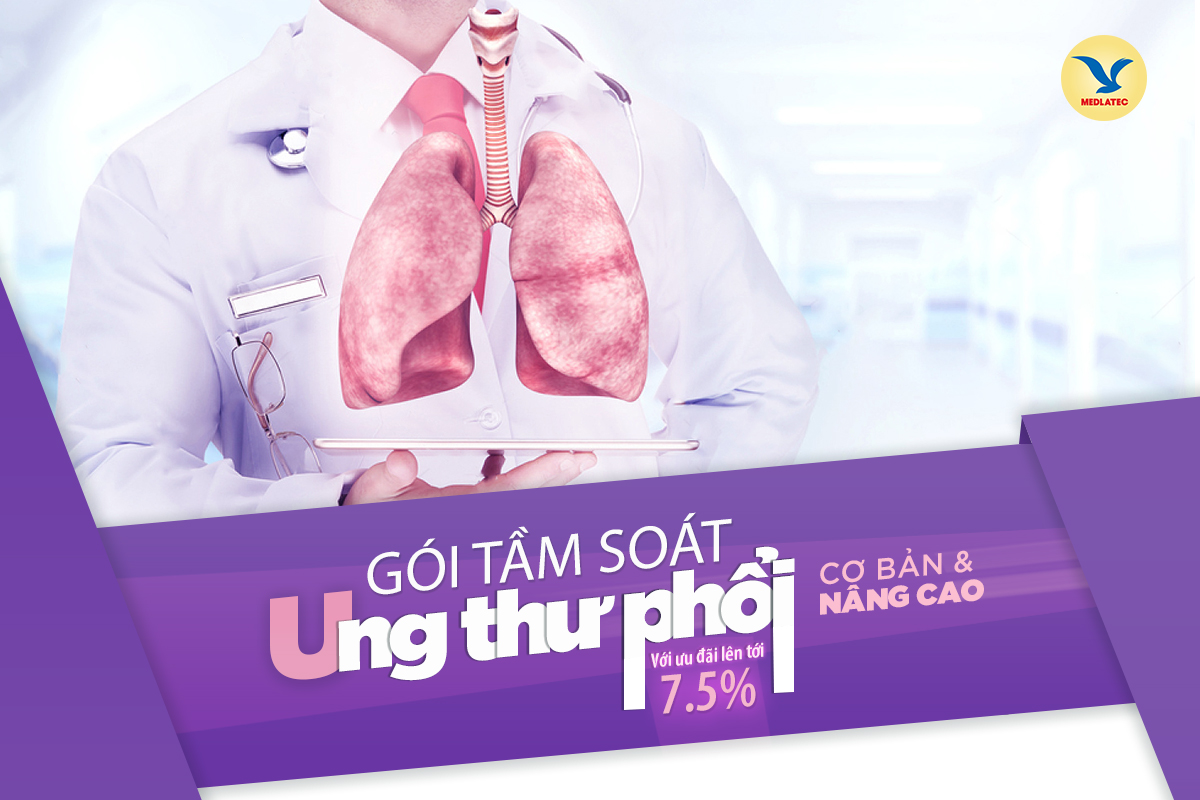 MEDLATEC
GÓI TẦM SOÁT
Ung thư phổi
CƠ BẢN &
NÂNG CAO
Với ưu đãi lên tới
7.5%